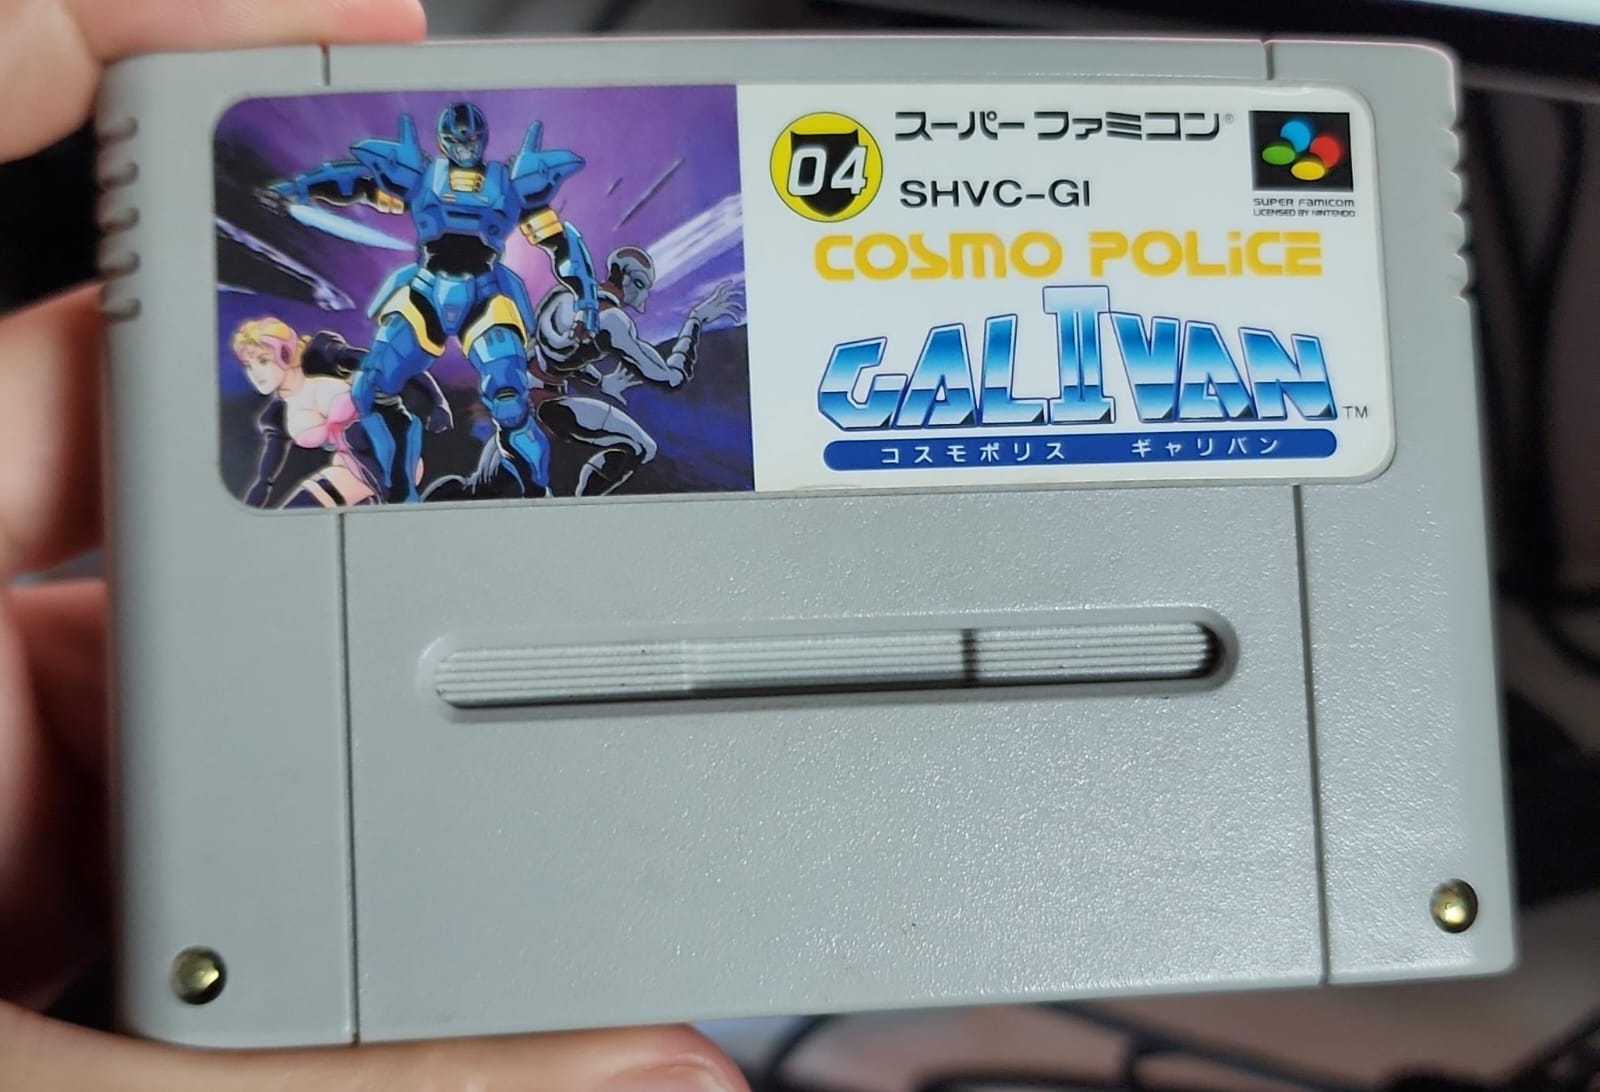 04
スーパーファミコン®
SHVC-GI
SUPER FAMICOM
LICENSED BY NINTENDO
COSMO POLICE
GALIVAN II TM
コスモポリス ギャリバン